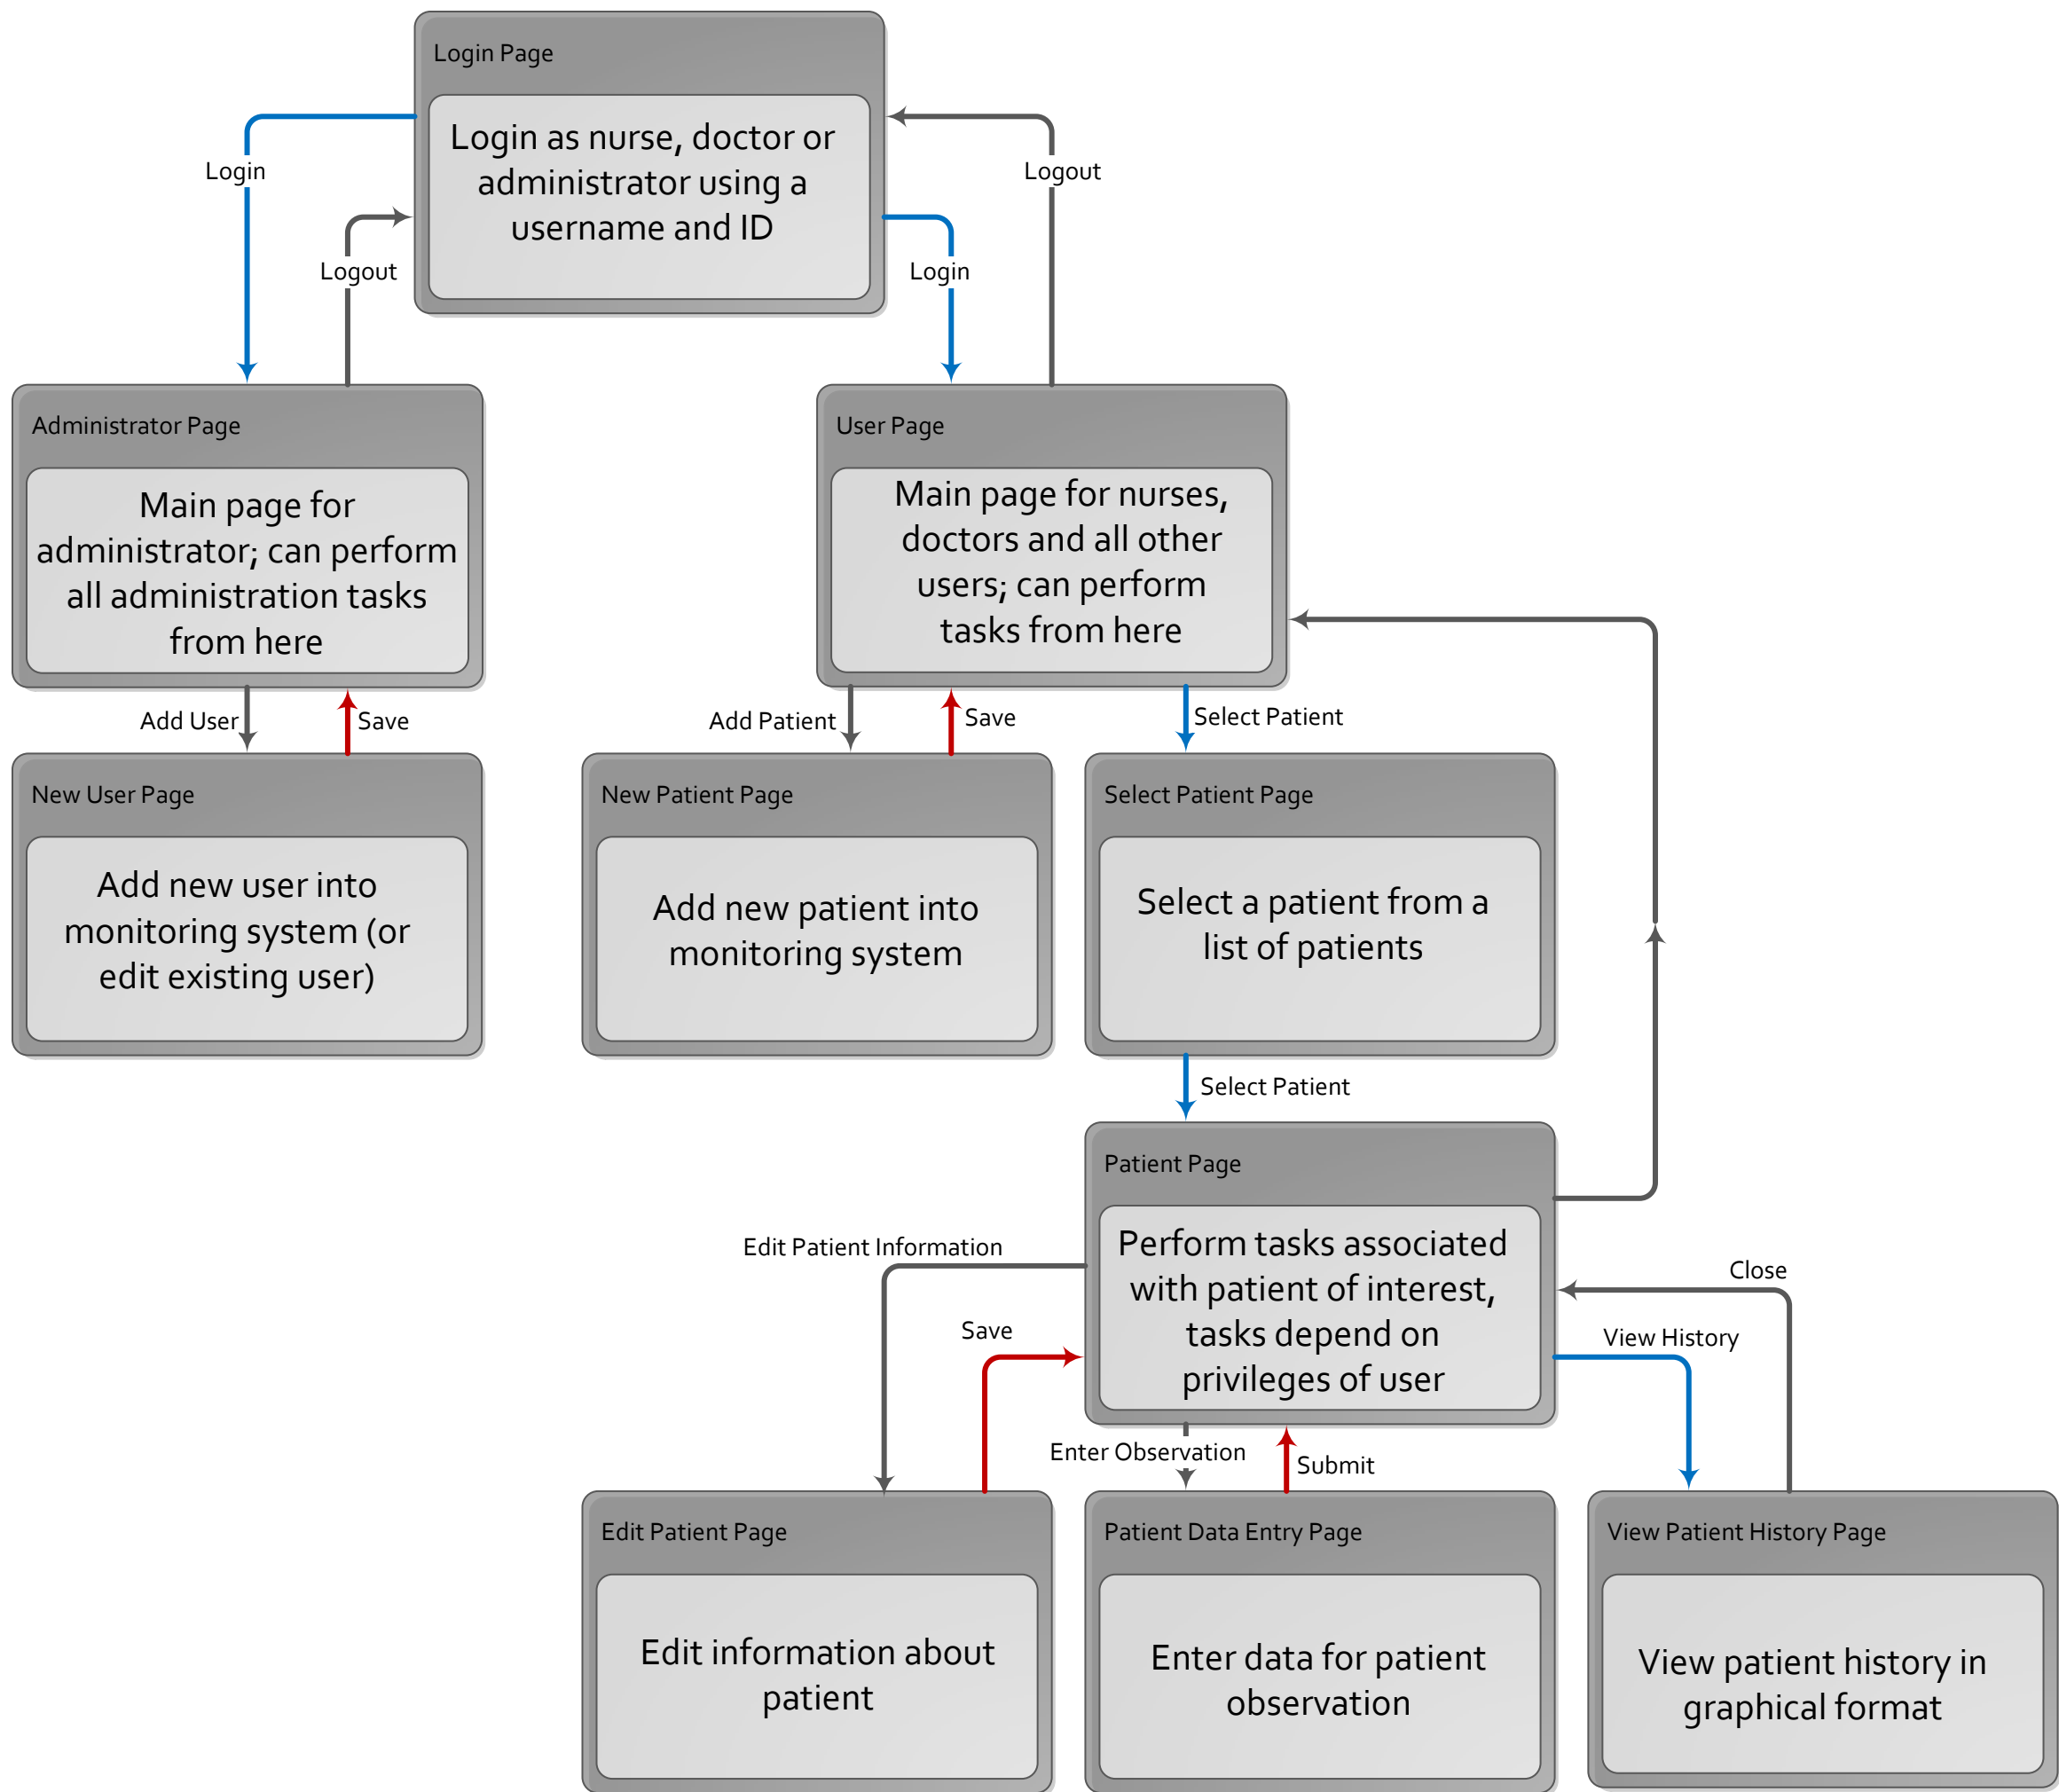 Login Page
Login as nurse, doctor or
administrator using a
username and ID
Login
Logout
Logout
Login
Administrator Page
Main page for
administrator; can perform
all administration tasks
from here
User Page
Main page for nurses,
doctors and all other
users; can perform
tasks from here
Add User
Save
Add Patient
Save
Select Patient
New User Page
Add new user into
monitoring system (or
edit existing user)
New Patient Page
Add new patient into
monitoring system
Select Patient Page
Select a patient from a
list of patients
Select Patient
Patient Page
Perform tasks associated
with patient of interest,
tasks depend on
privileges of user
Edit Patient Information
Save
Close
View History
Enter Observation
Submit
Edit Patient Page
Edit information about
patient
Patient Data Entry Page
Enter data for patient
observation
View Patient History Page
View patient history in
graphical format